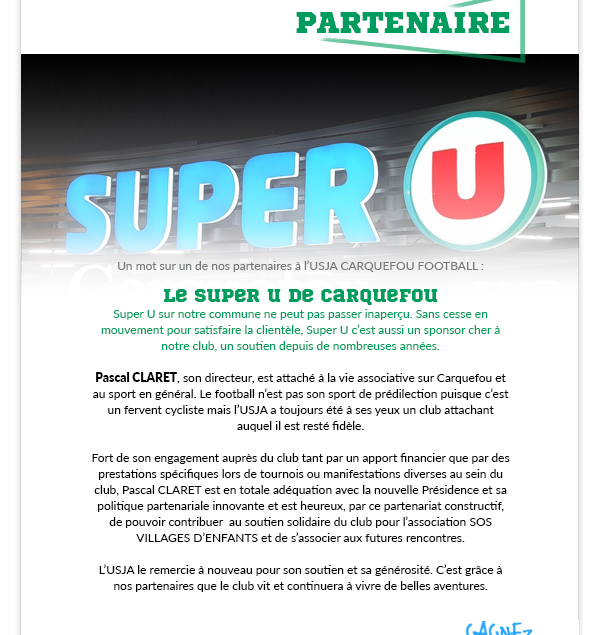 PARTENAIRE
SUPER U
Un mot sur un de nos partenaires à l'USJA CARQUEFOU FOOTBALL :
Le Super U de Carquefou
Super U sur notre commune ne peut pas passer inaperçu. Sans cesse en
mouvement pour satisfaire la clientèle, Super U c'est aussi un sponsor cher à
notre club, un soutien depuis de nombreuses années.
Pascal CLARET, son directeur, est attaché à la vie associative sur Carquefou et
au sport en général. Le football n'est pas son sport de prédilection puisque c'est
un fervent cycliste mais l'USJA a toujours été à ses yeux un club attachant
auquel il est resté fidèle.
Fort de son engagement auprès du club tant par un apport financier que par des
prestations spécifiques lors de tournois ou manifestations diverses au sein du
club, Pascal CLARET est en totale adéquation avec la nouvelle Présidence et sa
politique partenariale innovante et est heureux, par ce partenariat constructif,
de pouvoir contribuer  au soutien solidaire du club pour l'association SOS
VILLAGES D'ENFANTS et de s'associer aux futures rencontres.
L'USJA le remercie à nouveau pour son soutien et sa générosité. C'est grâce à
nos partenaires que le club vit et continuera à vivre de belles aventures.
GAGNEZ